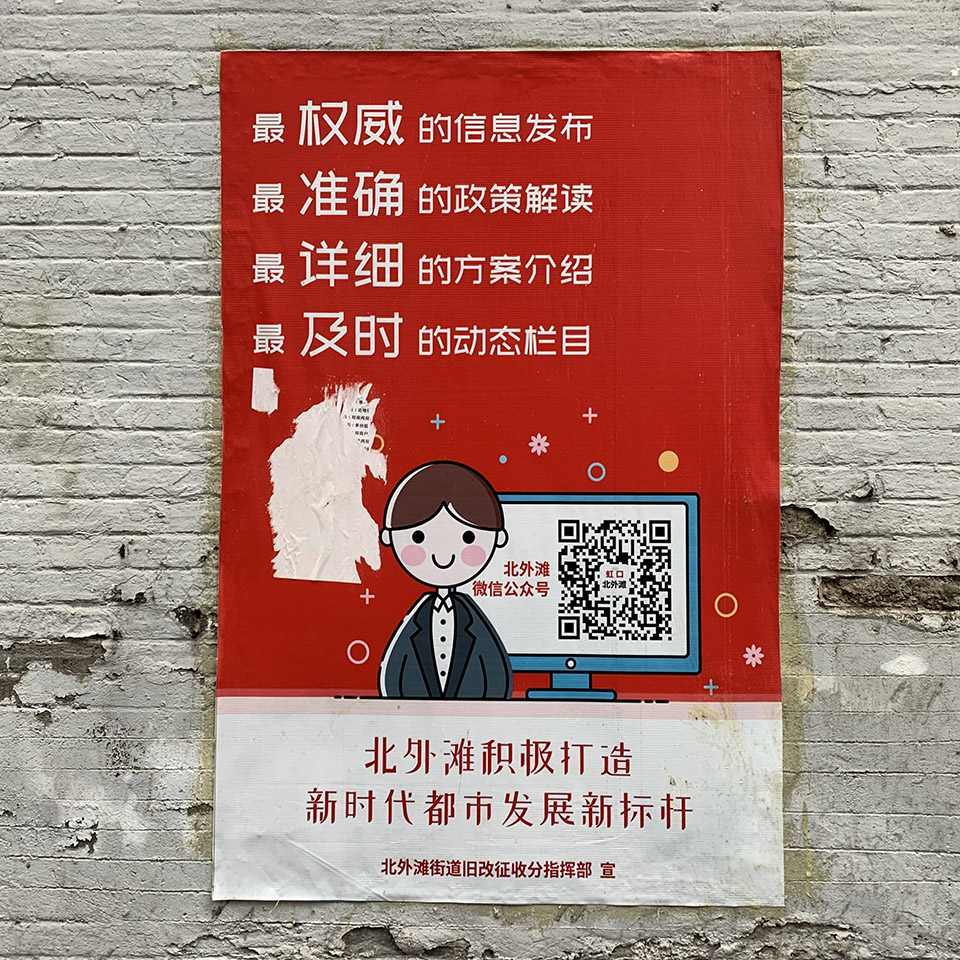 最 权威 的信息发布
最 准确 的政策解读
最 详细 的方案介绍
最 及时 的动态栏目
北外滩
微信公众号
虹口
北外滩
北外滩积极打造
新时代都市发展新标杆
北外滩街道旧改征收分指挥部 宣